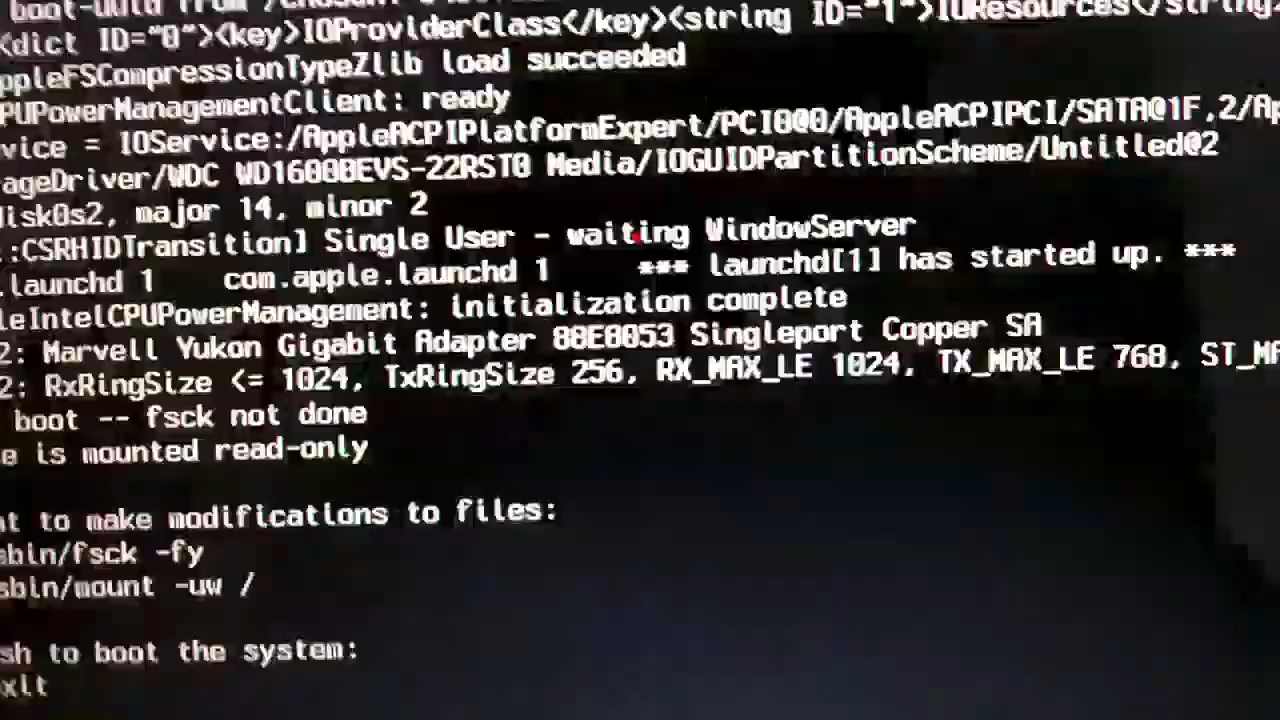 boot-uuid from /chosen
<dict ID="0"><key>IOProviderClass</key><string ID="1">IOResources</string>
ppleFSCompressionTypeZlib load succeeded
PUPowerManagementClient: ready
vice = IOService:/AppleACPIPlatformExpert/PCI0@0/AppleACPIPCI/SATA@1F,2/Ap
ageDriver/WDC WD1600BEVS-22RST0 Media/IOGUIDPartitionScheme/Untitled@2
disk0s2, major 14, minor 2
::CSRHIDTransition] Single User - waiting WindowServer
.launchd 1 com.apple.launchd 1 *** launchd[1] has started up. ***
leIntelCPUPowerManagement: initialization complete
2: Marvell Yukon Gigabit Adapter 88E8053 Singleport Copper SA
2: RxRingSize <= 1024, TxRingSize 256, RX_MAX_LE 1024, TX_MAX_LE 768, ST_MA
boot -- fsck not done
e is mounted read-only
nt to make modifications to files:
sbin/fsck -fy
sbin/mount -uw /
sh to boot the system:
xit